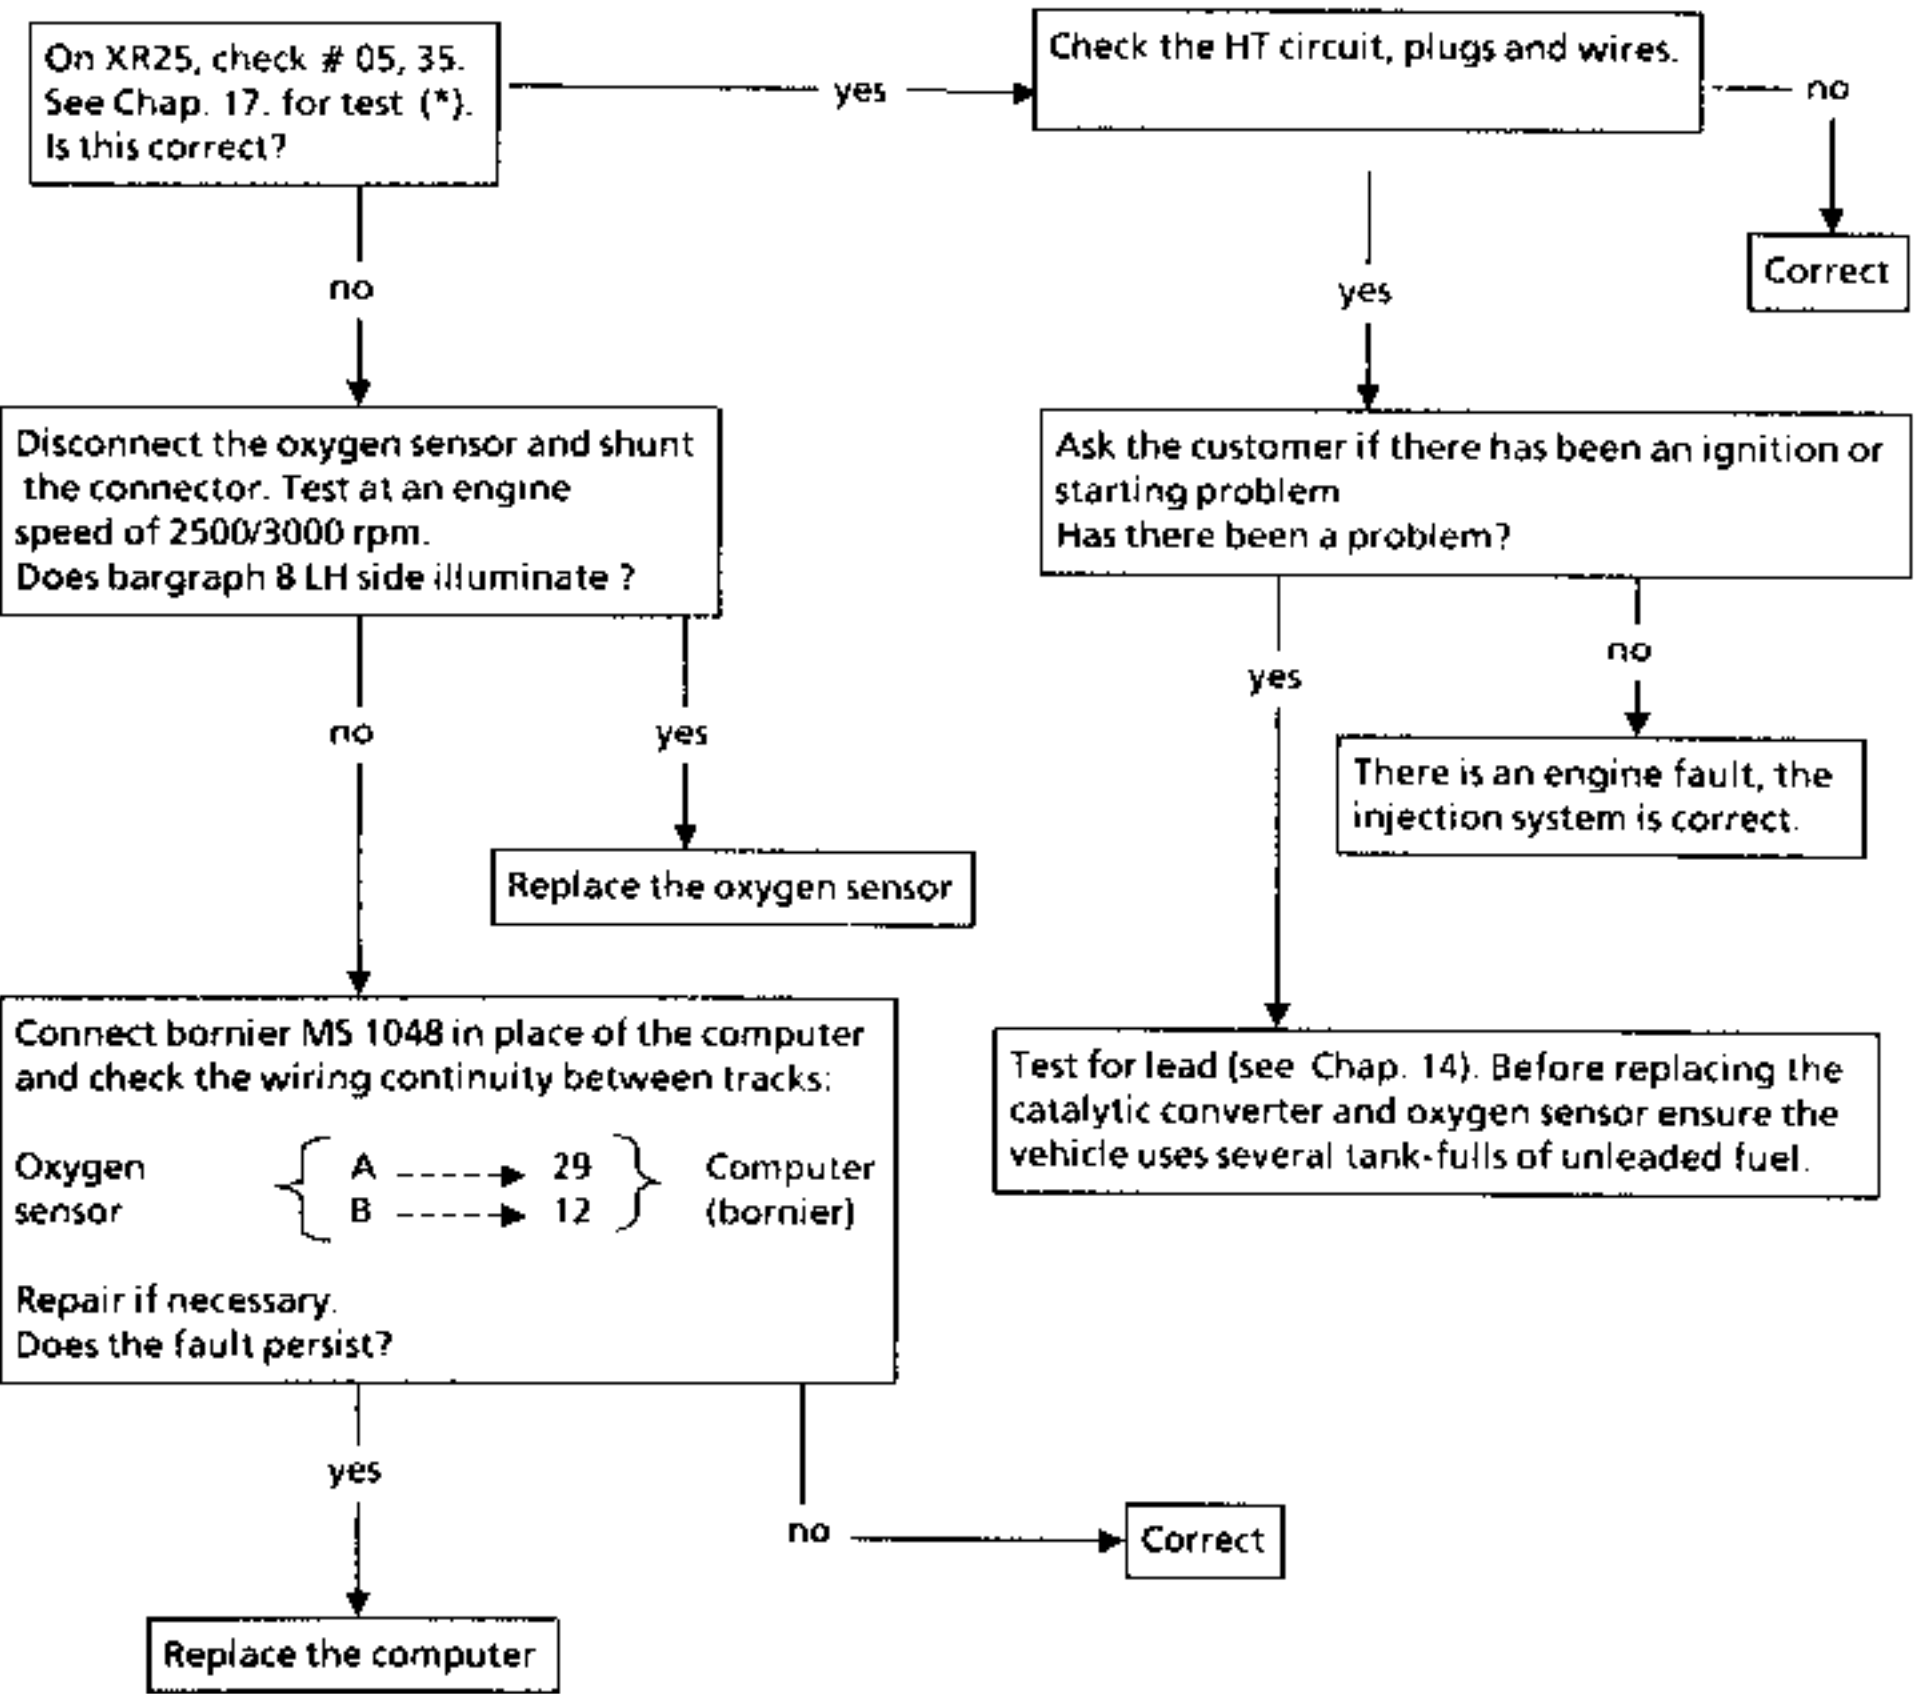 On XR25, check # 05, 35.
See Chap. 17. for test (*).
Is this correct?
yes
Check the HT circuit, plugs and wires.
no
Correct
no
yes
Disconnect the oxygen sensor and shunt
the connector. Test at an engine
speed of 2500/3000 rpm.
Does bargraph 8 LH side illuminate ?
Ask the customer if there has been an ignition or
starting problem
Has there been a problem?
no
yes
yes
no
Replace the oxygen sensor
There is an engine fault, the
injection system is correct.
Connect bornier MS 1048 in place of the computer
and check the wiring continuity between tracks:
Oxygen A 29 Computer
sensor B 12 (bornier)
Repair if necessary.
Does the fault persist?
Test for lead (see Chap. 14). Before replacing the
catalytic converter and oxygen sensor ensure the
vehicle uses several tank-fulls of unleaded fuel.
yes
no
Correct
Replace the computer